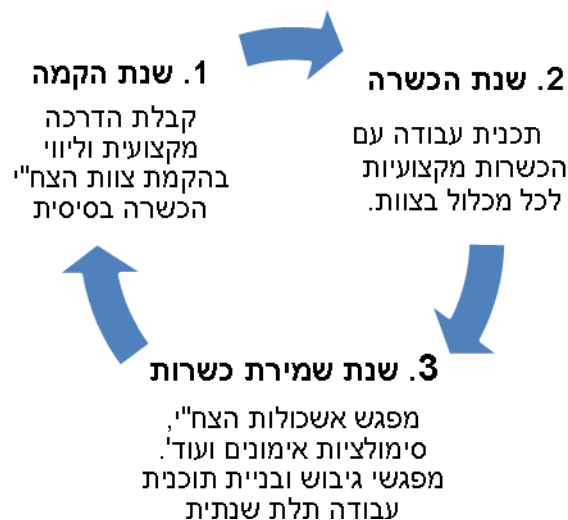 1. שנת הקמה
קבלת הדרכה
מקצועית וליווי
בהקמת צוות הצח"י
הכשרה בסיסית
2. שנת הכשרה
תכנית עבודה עם
הכשרות מקצועיות
לכל מכלול בצוות.
3. שנת שמירת כשרות
מפגש אשכולות הצח"י,
סימולציות אימונים ועוד'.
מפגשי גיבוש ובניית תוכנית
עבודה תלת שנתית